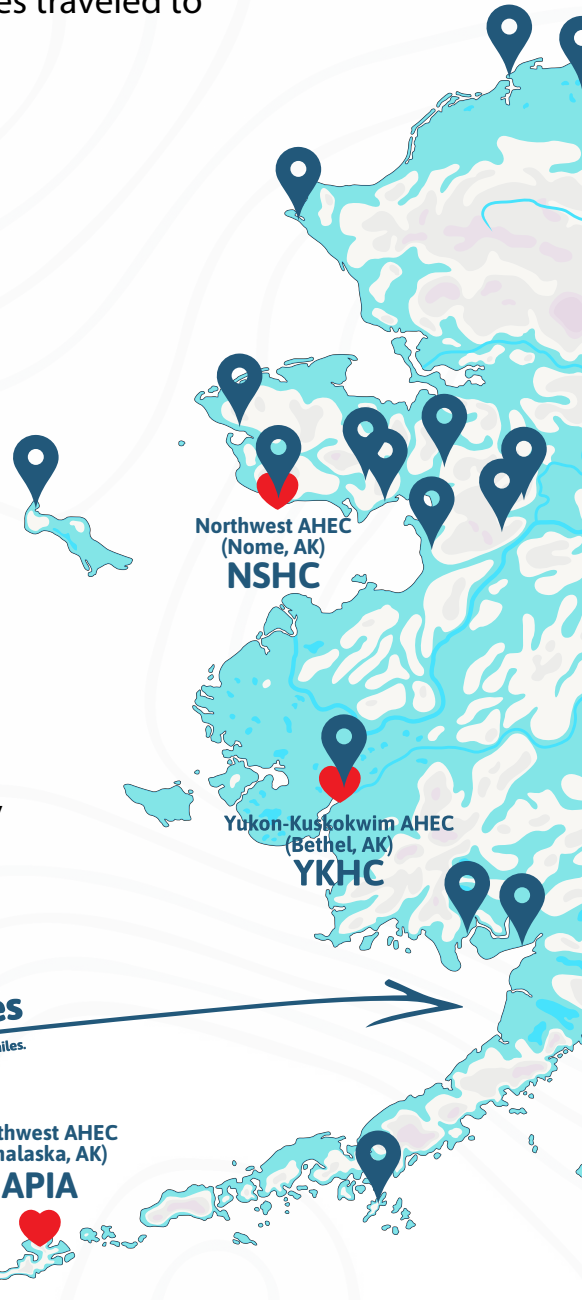 es traveled to
Northwest AHEC
(Nome, AK)
NSHC
y
Yukon-Kuskokwim AHEC
(Bethel, AK)
YKHC
es
iles.
thwest AHEC
nalaska, AK)
APIA